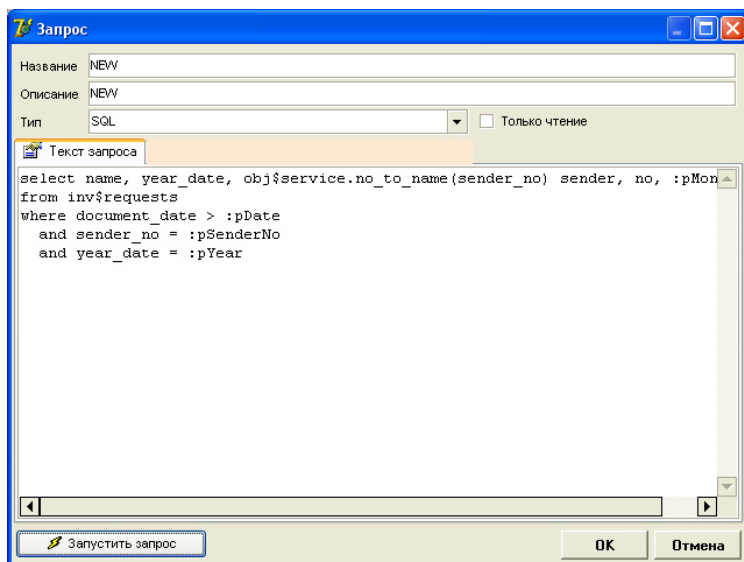 Запрос
Название NEW
Описание NEW
Тип SQL Только чтение
Текст запроса
select name, year_date, obj$service.no_to_name(sender_no) sender, no, :pMon
from inv$requests
where document_date > :pDate
and sender_no = :pSenderNo
and year_date = :pYear
Запустить запрос OK Отмена